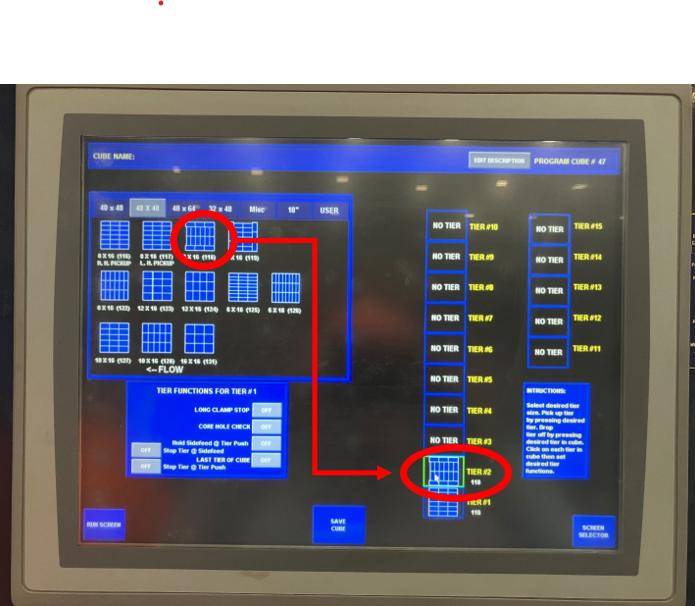 CUBE NAME:
EDIT DESCRIPTION
PROGRAM CUBE # 47
40 x 48
48 X 48
48 x 64
32 x 48
Misc
18"
USER
8 X 16 (116)
8 X 16 (117)
X 16 (118)
X 16 (119)
R. H. PICKUP
L. H. PICKUP
8 X 16 (122)
12 X 16 (123)
12 X 16 (124)
6 X 16 (125)
6 X 16 (126)
10 X 16 (127)
10 X 16 (128)
16 X 16 (131)
<-- FLOW
TIER FUNCTIONS FOR TIER #1
LONG CLAMP STOP
OFF
CORE HOLE CHECK
OFF
Hold Sidefeed @ Tier Push
OFF
OFF
Stop Tier @ Sidefeed
LAST TIER OF CUBE
OFF
OFF
Stop Tier @ Tier Push
NO TIER
TIER #10
NO TIER
TIER #9
NO TIER
TIER #8
NO TIER
TIER #7
NO TIER
TIER #6
NO TIER
TIER #5
NO TIER
TIER #4
NO TIER
TIER #3
TIER #2
118
TIER #1
NO TIER
TIER #15
NO TIER
TIER #14
NO TIER
TIER #13
NO TIER
TIER #12
NO TIER
TIER #11
INTRUCTIONS:
Select desired tier
size. Pick up tier
by pressing desired
tier. Drop
tier off by pressing
desired tier in cube.
Click on each tier in
cube then set
desired tier
functions.
RUN SCREEN
SAVE
CUBE
SCREEN
SELECTOR